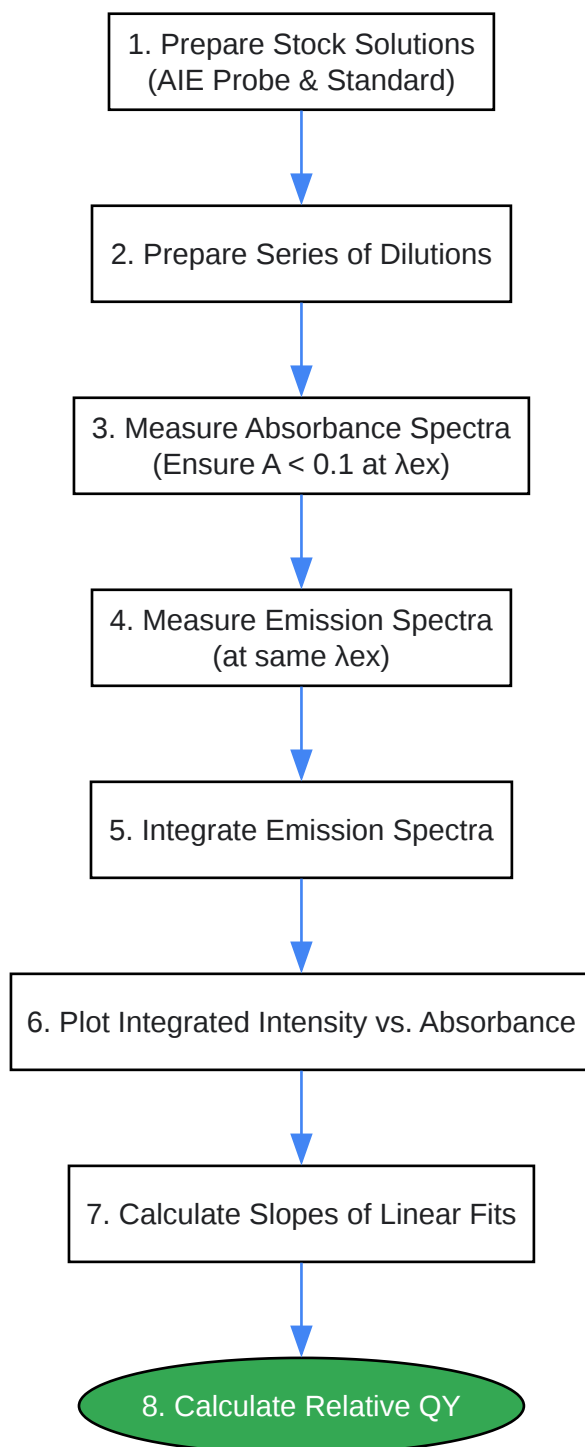 1. Prepare Stock Solutions
(AIE Probe & Standard)
2. Prepare Series of Dilutions
3. Measure Absorbance Spectra
(Ensure A < 0.1 at λex)
4. Measure Emission Spectra
(at same λex)
5. Integrate Emission Spectra
6. Plot Integrated Intensity vs. Absorbance
7. Calculate Slopes of Linear Fits
8. Calculate Relative QY